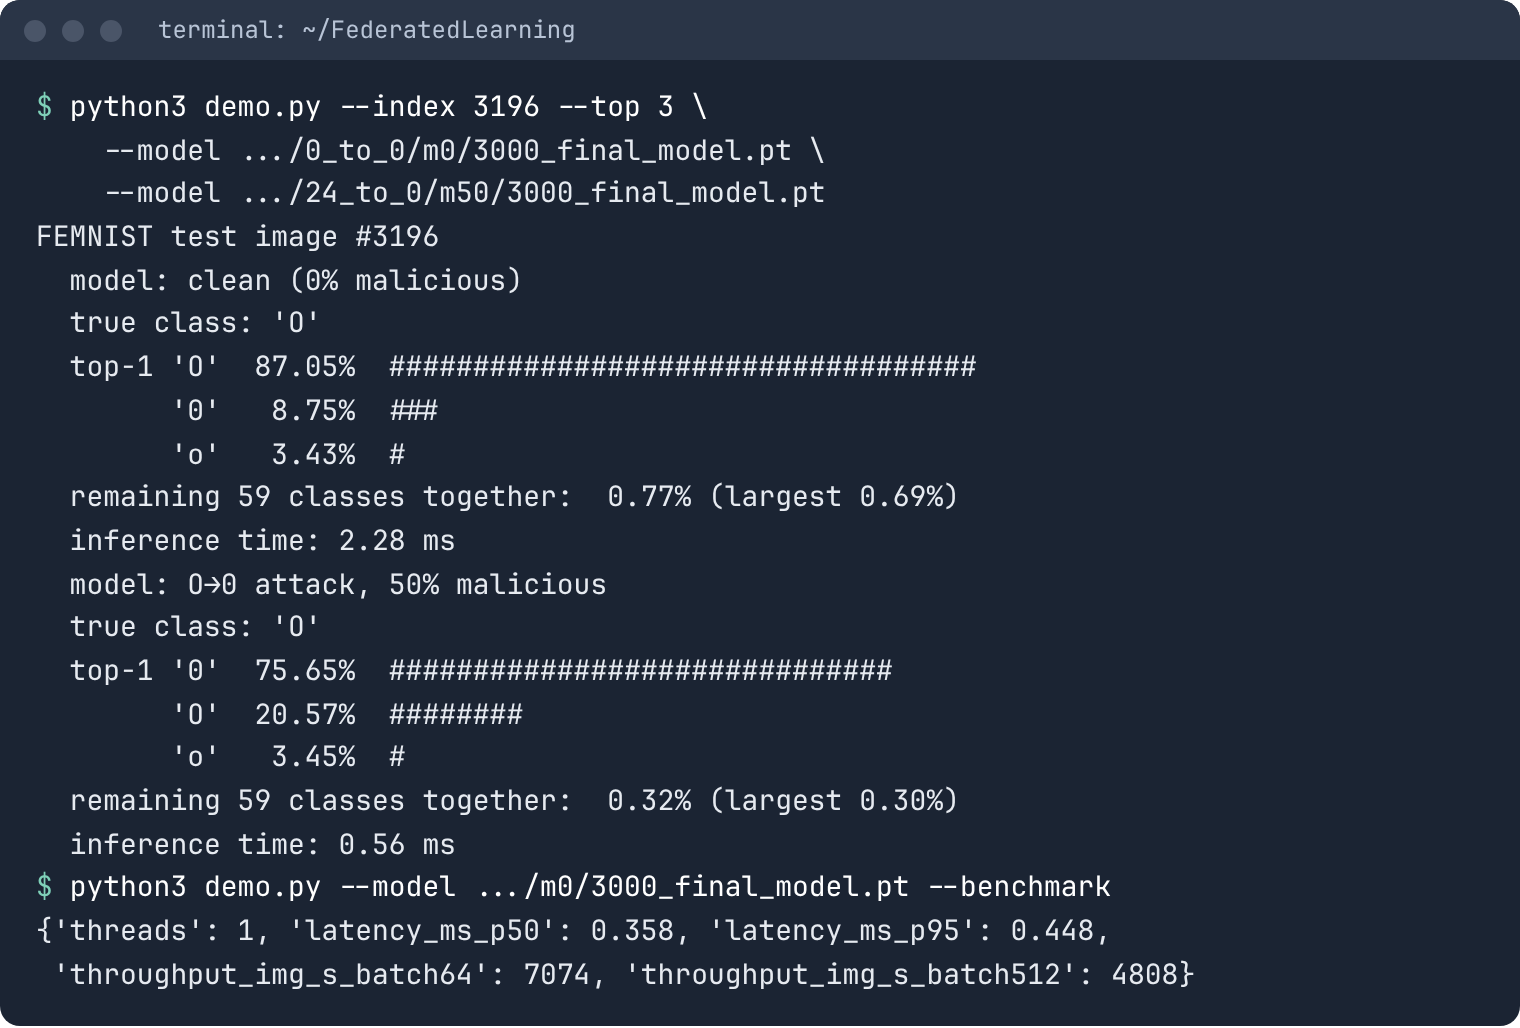 terminal: ~/FederatedLearning
$ python3 demo.py --index 3196 --top 3 \
--model .../0_to_0/m0/3000_final_model.pt \
--model .../24_to_0/m50/3000_final_model.pt
FEMNIST test image #3196
model: clean (0% malicious)
true class: 'O'
top-1 'O' 87.05% ###################################
'0' 8.75% ###
'o' 3.43% #
remaining 59 classes together: 0.77% (largest 0.69%)
inference time: 2.28 ms
model: O→0 attack, 50% malicious
true class: 'O'
top-1 '0' 75.65% ##############################
'O' 20.57% ########
'o' 3.45% #
remaining 59 classes together: 0.32% (largest 0.30%)
inference time: 0.56 ms
$ python3 demo.py --model .../m0/3000_final_model.pt --benchmark
{'threads': 1, 'latency_ms_p50': 0.358, 'latency_ms_p95': 0.448,
'throughput_img_s_batch64': 7074, 'throughput_img_s_batch512': 4808}